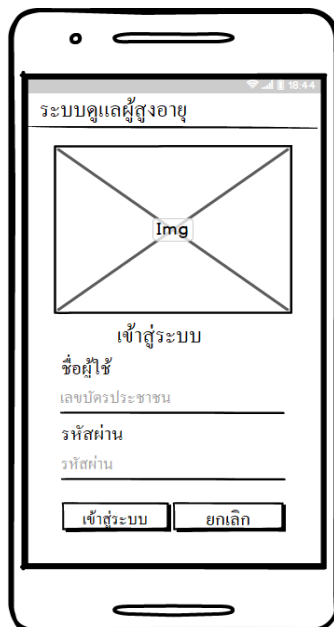 18:44
ระบบดูแลผู้สูงอายุ
Img
เข้าสู่ระบบ
ชื่อผู้ใช้
เลขบัตรประชาชน
รหัสผ่าน
รหัสผ่าน
เข้าสู่ระบบ ยกเลิก